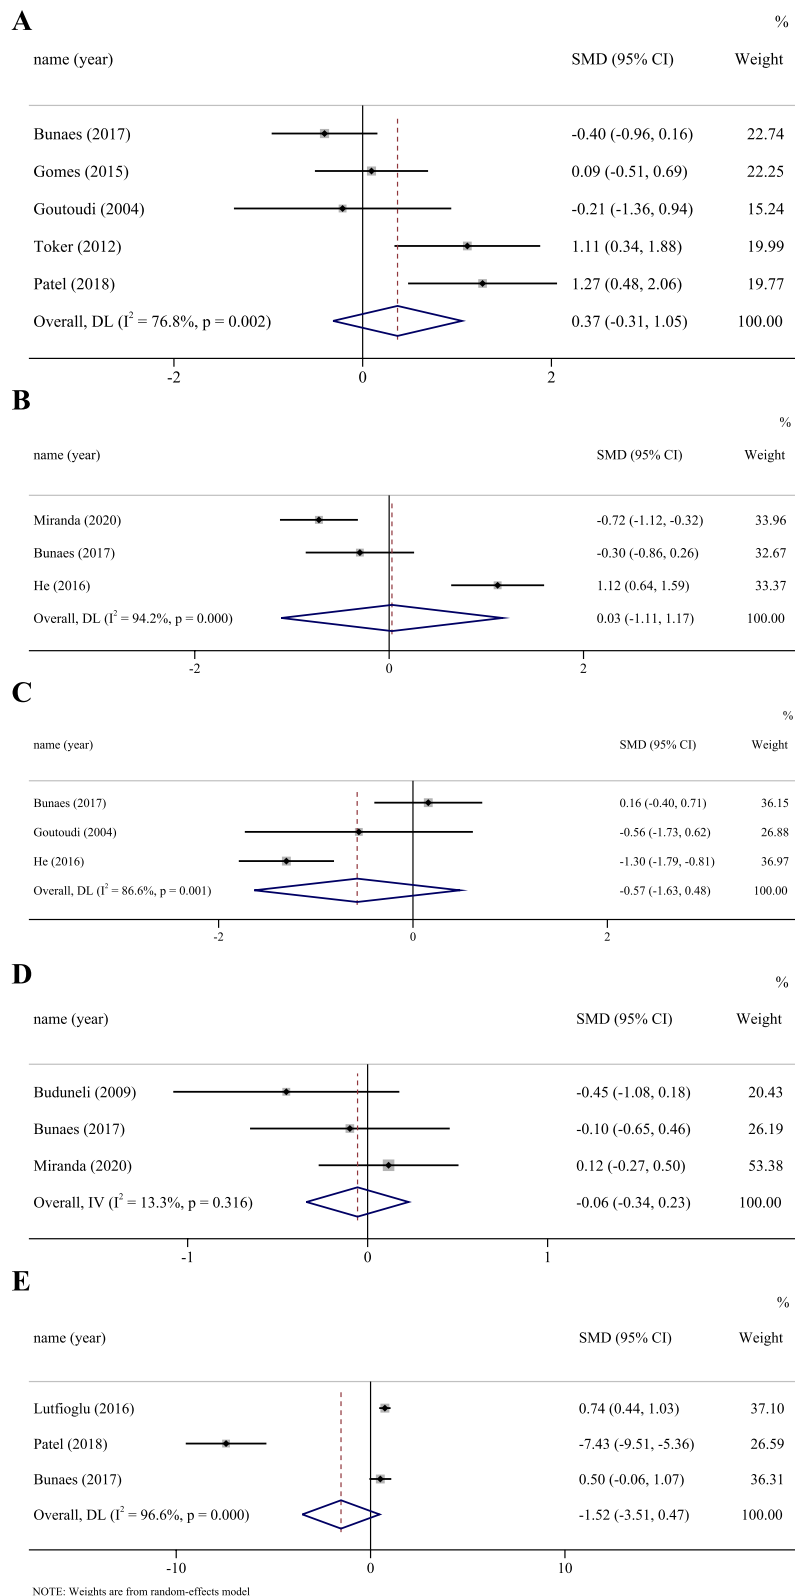 A
%
name (year) SMD (95% CI) Weight
Bunaes (2017) -0.40 (-0.96, 0.16) 22.74
Gomes (2015) 0.09 (-0.51, 0.69) 22.25
Goutoudi (2004) -0.21 (-1.36, 0.94) 15.24
Toker (2012) 1.11 (0.34, 1.88) 19.99
Patel (2018) 1.27 (0.48, 2.06) 19.77
Overall, DL (I² = 76.8%, p = 0.002) 0.37 (-0.31, 1.05) 100.00
-2 0 2
B
%
name (year) SMD (95% CI) Weight
Miranda (2020) -0.72 (-1.12, -0.32) 33.96
Bunaes (2017) -0.30 (-0.86, 0.26) 32.67
He (2016) 1.12 (0.64, 1.59) 33.37
Overall, DL (I² = 94.2%, p = 0.000) 0.03 (-1.11, 1.17) 100.00
-2 0 2
C
%
name (year) SMD (95% CI) Weight
Bunaes (2017) 0.16 (-0.40, 0.71) 36.15
Goutoudi (2004) -0.56 (-1.73, 0.62) 26.88
He (2016) -1.30 (-1.79, -0.81) 36.97
Overall, DL (I² = 86.6%, p = 0.001) -0.57 (-1.63, 0.48) 100.00
-2 0 2
D
%
name (year) SMD (95% CI) Weight
Buduneli (2009) -0.45 (-1.08, 0.18) 20.43
Bunaes (2017) -0.10 (-0.65, 0.46) 26.19
Miranda (2020) 0.12 (-0.27, 0.50) 53.38
Overall, IV (I² = 13.3%, p = 0.316) -0.06 (-0.34, 0.23) 100.00
-1 0 1
E
%
name (year) SMD (95% CI) Weight
Lutfioglu (2016) 0.74 (0.44, 1.03) 37.10
Patel (2018) -7.43 (-9.51, -5.36) 26.59
Bunaes (2017) 0.50 (-0.06, 1.07) 36.31
Overall, DL (I² = 96.6%, p = 0.000) -1.52 (-3.51, 0.47) 100.00
-10 0 10
NOTE: Weights are from random-effects model